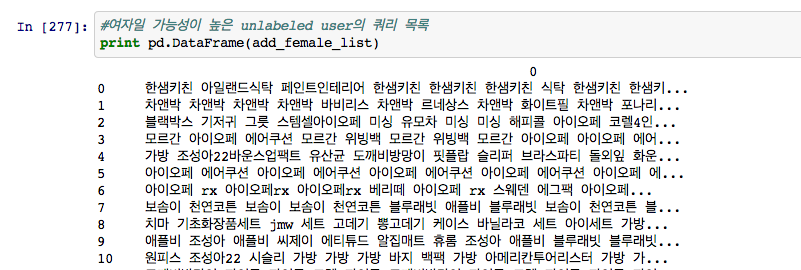 In [277]: #여자일 가능성이 높은 unlabeled user의 쿼리 목록
print pd.DataFrame(add_female_list)
0
0 한샘키친 아일랜드식탁 페인트인테리어 한샘키친 한샘키친 한샘키친 식탁 한샘키친 한샘키...
1 차앤박 차앤박 차앤박 차앤박 바비리스 차앤박 르네상스 차앤박 화이트필 차앤박 포나리...
2 블랙박스 기저귀 그릇 스텐셀아이오페 미싱 유모차 미싱 미싱 해피콜 아이오페 코렐4인...
3 모르간 아이오페 에어쿠션 모르간 위빙백 모르간 위빙백 모르간 아이오페 아이오페 에어...
4 가방 조성아22바운스업팩트 유산균 도깨비방망이 핏플랍 슬리퍼 브라스파티 돌외잎 화운...
5 아이오페 에어쿠션 아이오페 에어쿠션 아이오페 에어쿠션 아이오페 에어쿠션 아이오페 에...
6 아이오페 rx 아이오페rx 아이오페rx 베리떼 아이오페 rx 스웨덴 에그팩 아이오페...
7 보솜이 천연코튼 보솜이 보솜이 천연코튼 블루래빗 애플비 블루래빗 보솜이 천연코튼 블...
8 치마 기초화장품세트 jmw 세트 고데기 뽕고데기 케이스 바닐라코 세트 아이세트 가방...
9 애플비 조성아 애플비 씨제이 에티튜드 알집매트 휴롬 조성아 애플비 블루래빗 블루래빗...
10 원피스 조성아22 시슬리 가방 가방 가방 바지 백팩 가방 아메리칸투어리스터 가방 가...